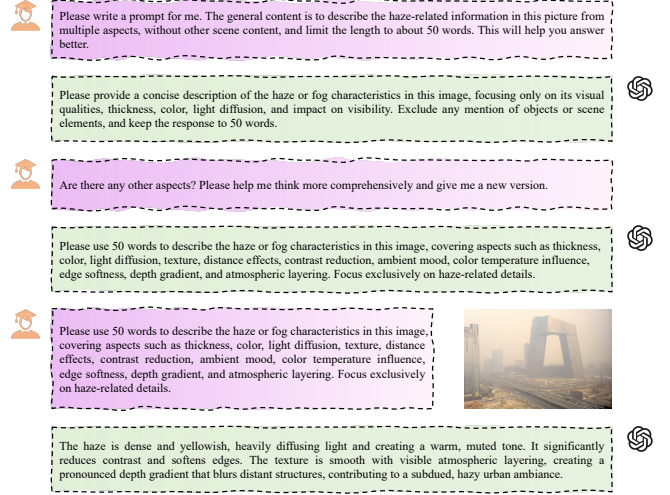 Please write a prompt for me. The general content is to describe the haze-related information in this picture from
multiple aspects, without other scene content, and limit the length to about 50 words. This will help you answer
better.
Please provide a concise description of the haze or fog characteristics in this image, focusing only on its visual
qualities, thickness, color, light diffusion, and impact on visibility. Exclude any mention of objects or scene
elements, and keep the response to 50 words.
Are there any other aspects? Please help me think more comprehensively and give me a new version.
Please use 50 words to describe the haze or fog characteristics in this image, covering aspects such as thickness,
color, light diffusion, texture, distance effects, contrast reduction, ambient mood, color temperature influence,
edge softness, depth gradient, and atmospheric layering. Focus exclusively on haze-related details.
Please use 50 words to describe the haze or fog characteristics in this image,
covering aspects such as thickness, color, light diffusion, texture, distance
effects, contrast reduction, ambient mood, color temperature influence,
edge softness, depth gradient, and atmospheric layering. Focus exclusively
on haze-related details.
The haze is dense and yellowish, heavily diffusing light and creating a warm, muted tone. It significantly
reduces contrast and softens edges. The texture is smooth with visible atmospheric layering, creating a
pronounced depth gradient that blurs distant structures, contributing to a subdued, hazy urban ambiance.